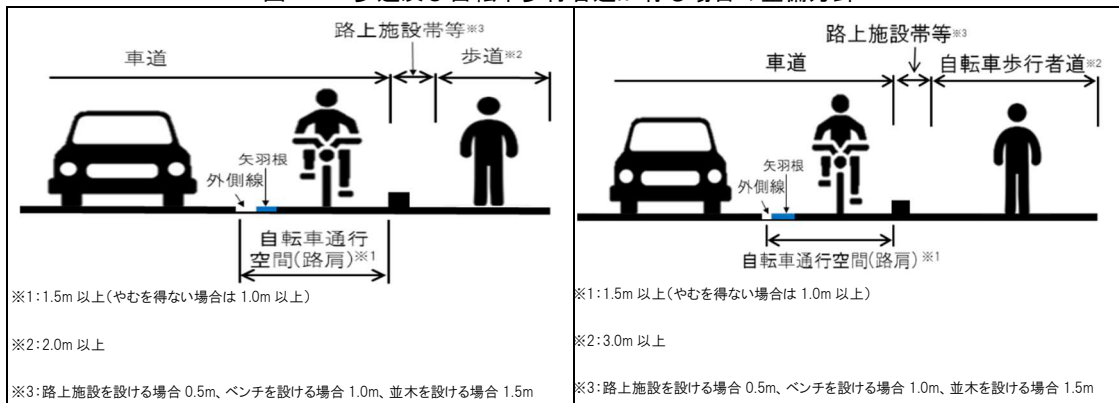 路上施設帯等※3
車道
歩道※2
矢羽根
外側線
自転車通行
空間(路肩)※1
※1:1.5m 以上(やむを得ない場合は 1.0m 以上)
※2:2.0m 以上
※3:路上施設を設ける場合 0.5m、ベンチを設ける場合 1.0m、並木を設ける場合 1.5m
路上施設帯等※3
車道
自転車歩行者道※2
矢羽根
外側線
自転車通行空間(路肩)※1
※1:1.5m 以上(やむを得ない場合は 1.0m 以上)
※2:3.0m 以上
※3:路上施設を設ける場合 0.5m、ベンチを設ける場合 1.0m、並木を設ける場合 1.5m